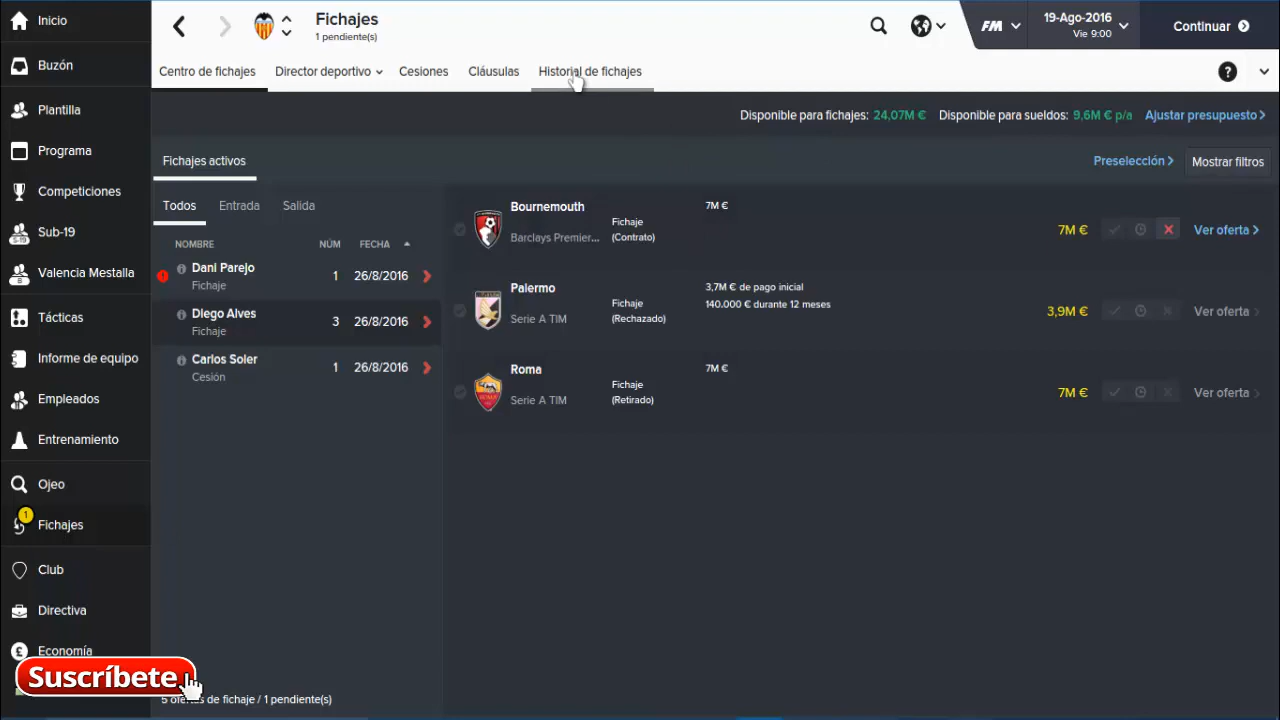 Inicio
Buzón
Plantilla
Programa
Competiciones
Sub-19
Valencia Mestalla
Tácticas
Informe de equipo
Empleados
Entrenamiento
Ojeo
1
Fichajes
Club
Directiva
Economía
Suscríbete
Fichajes
1 pendiente(s)
FM
19-Ago-2016
Vie 9:00
Continuar
Centro de fichajes
Director deportivo
Cesiones
Cláusulas
Historial de fichajes
Disponible para fichajes: 24,07M €
Disponible para sueldos: 9,6M € p/a
Ajustar presupuesto
Fichajes activos
Preselección
Mostrar filtros
Todos
Entrada
Salida
NOMBRE
NÚM
FECHA
Dani Parejo
Fichaje
1
26/8/2016
Diego Alves
Fichaje
3
26/8/2016
Carlos Soler
Cesión
1
26/8/2016
Bournemouth
Barclays Premier...
Fichaje
(Contrato)
7M €
7M €
Ver oferta
Palermo
Serie A TIM
Fichaje
(Rechazado)
3,7M € de pago inicial
140.000 € durante 12 meses
3,9M €
Ver oferta
Roma
Serie A TIM
Fichaje
(Retirado)
7M €
7M €
Ver oferta
5 ofertas de fichaje / 1 pendiente(s)